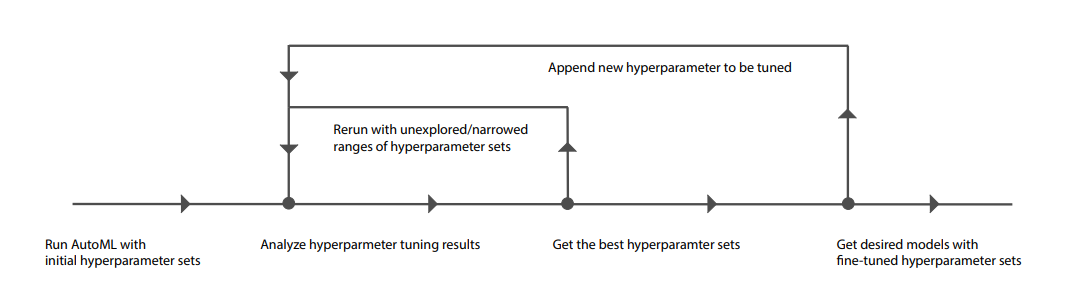 Append new hyperparameter to be tuned
Rerun with unexplored/narrowed
ranges of hyperparameter sets
Run AutoML with
initial hyperparameter sets
Analyze hyperparmeter tuning results
Get the best hyperparamter sets
Get desired models with
fine-tuned hyperparameter sets